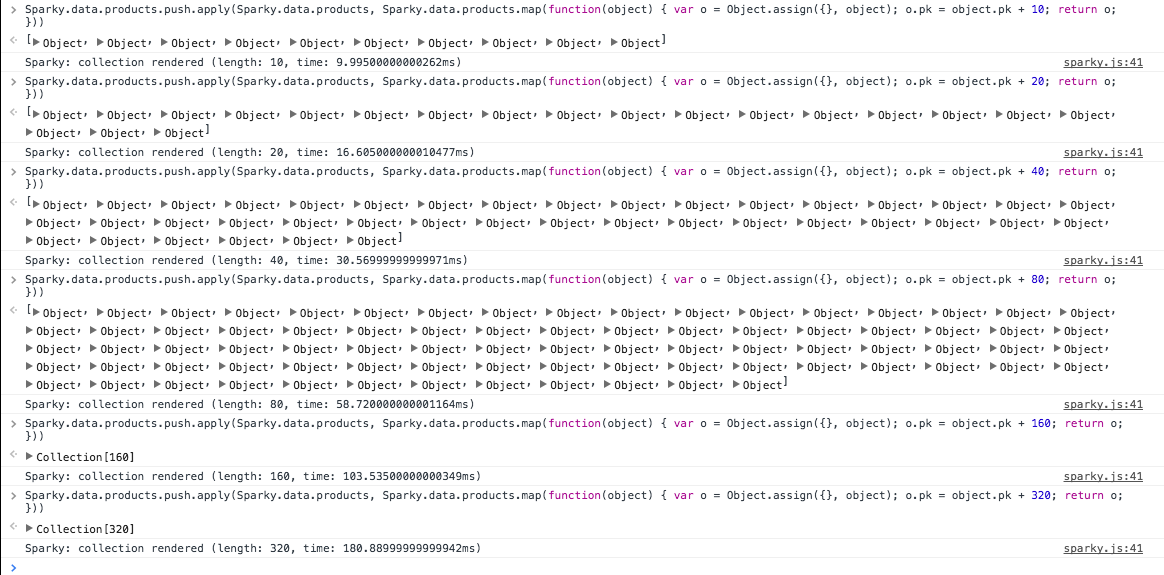 > Sparky.data.products.push.apply(Sparky.data.products, Sparky.data.products.map(function(object) { var o = Object.assign({}, object); o.pk = object.pk + 10; return o;
}))
[▶Object, ▶Object, ▶Object, ▶Object, ▶Object, ▶Object, ▶Object, ▶Object, ▶Object, ▶Object]
Sparky: collection rendered (length: 10, time: 9.99500000000262ms) sparky.js:41
> Sparky.data.products.push.apply(Sparky.data.products, Sparky.data.products.map(function(object) { var o = Object.assign({}, object); o.pk = object.pk + 20; return o;
}))
[▶Object, ▶Object, ▶Object, ▶Object, ▶Object, ▶Object, ▶Object, ▶Object, ▶Object, ▶Object, ▶Object, ▶Object, ▶Object, ▶Object, ▶Object, ▶Object, ▶Object,
▶Object, ▶Object, ▶Object]
Sparky: collection rendered (length: 20, time: 16.605000000010477ms) sparky.js:41
> Sparky.data.products.push.apply(Sparky.data.products, Sparky.data.products.map(function(object) { var o = Object.assign({}, object); o.pk = object.pk + 40; return o;
}))
[▶Object, ▶Object, ▶Object, ▶Object, ▶Object, ▶Object, ▶Object, ▶Object, ▶Object, ▶Object, ▶Object, ▶Object, ▶Object, ▶Object, ▶Object, ▶Object, ▶Object,
▶Object, ▶Object, ▶Object, ▶Object, ▶Object, ▶Object, ▶Object, ▶Object, ▶Object, ▶Object, ▶Object, ▶Object, ▶Object, ▶Object, ▶Object, ▶Object, ▶Object,
▶Object, ▶Object, ▶Object, ▶Object, ▶Object, ▶Object]
Sparky: collection rendered (length: 40, time: 30.56999999999971ms) sparky.js:41
> Sparky.data.products.push.apply(Sparky.data.products, Sparky.data.products.map(function(object) { var o = Object.assign({}, object); o.pk = object.pk + 80; return o;
}))
[▶Object, ▶Object, ▶Object, ▶Object, ▶Object, ▶Object, ▶Object, ▶Object, ▶Object, ▶Object, ▶Object, ▶Object, ▶Object, ▶Object, ▶Object, ▶Object, ▶Object,
▶Object, ▶Object, ▶Object, ▶Object, ▶Object, ▶Object, ▶Object, ▶Object, ▶Object, ▶Object, ▶Object, ▶Object, ▶Object, ▶Object, ▶Object, ▶Object, ▶Object,
▶Object, ▶Object, ▶Object, ▶Object, ▶Object, ▶Object, ▶Object, ▶Object, ▶Object, ▶Object, ▶Object, ▶Object, ▶Object, ▶Object, ▶Object, ▶Object, ▶Object,
▶Object, ▶Object, ▶Object, ▶Object, ▶Object, ▶Object, ▶Object, ▶Object, ▶Object, ▶Object, ▶Object, ▶Object, ▶Object, ▶Object, ▶Object, ▶Object, ▶Object,
▶Object, ▶Object, ▶Object, ▶Object, ▶Object, ▶Object, ▶Object, ▶Object, ▶Object, ▶Object, ▶Object, ▶Object]
Sparky: collection rendered (length: 80, time: 58.720000000001164ms) sparky.js:41
> Sparky.data.products.push.apply(Sparky.data.products, Sparky.data.products.map(function(object) { var o = Object.assign({}, object); o.pk = object.pk + 160; return o;
}))
▶Collection[160]
Sparky: collection rendered (length: 160, time: 103.53500000000349ms) sparky.js:41
> Sparky.data.products.push.apply(Sparky.data.products, Sparky.data.products.map(function(object) { var o = Object.assign({}, object); o.pk = object.pk + 320; return o;
}))
▶Collection[320]
Sparky: collection rendered (length: 320, time: 180.88999999999942ms) sparky.js:41
>